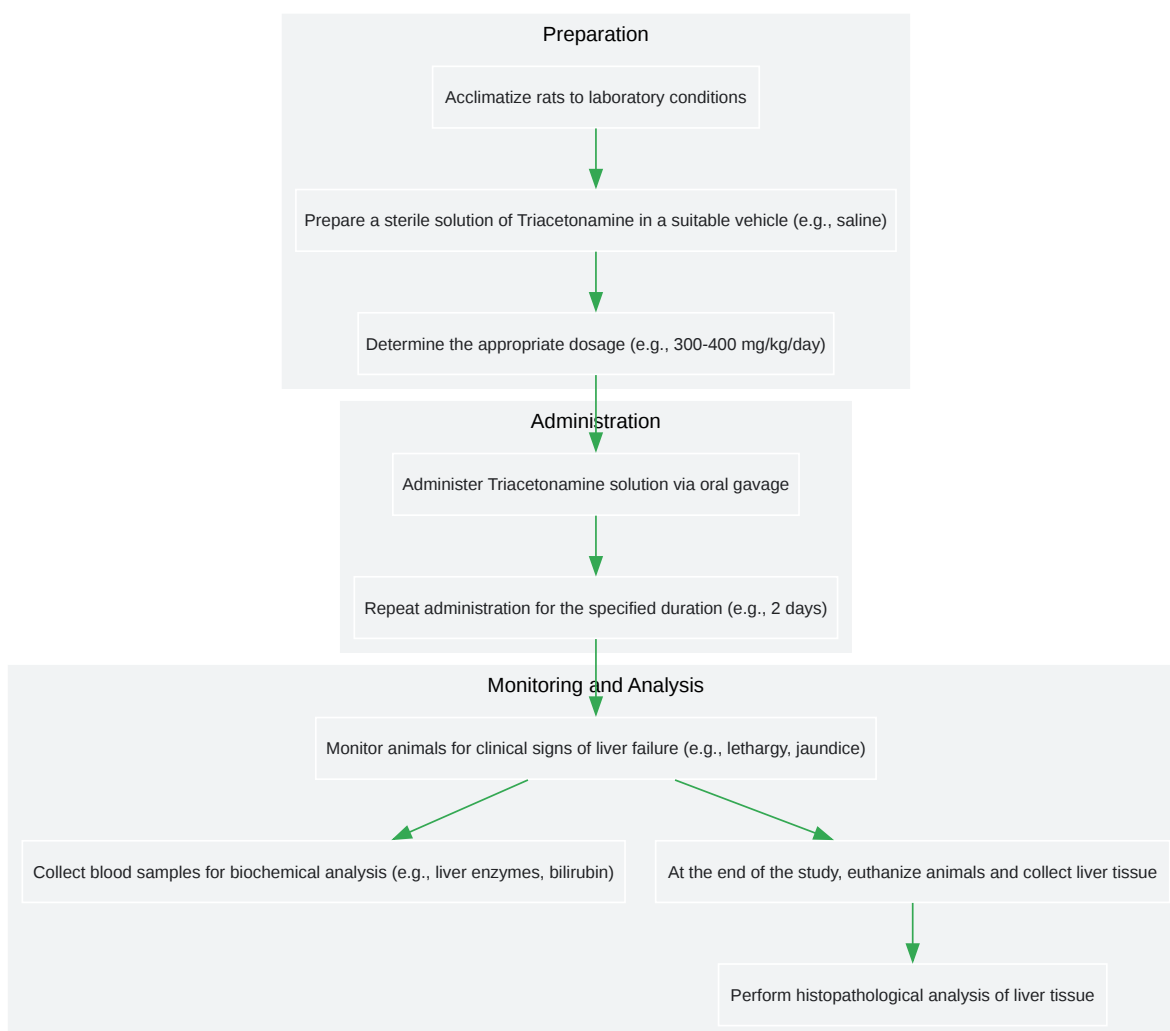 Preparation
Acclimatize rats to laboratory conditions
Prepare a sterile solution of Triacetonamine in a suitable vehicle (e.g., saline)
Determine the appropriate dosage (e.g., 300-400 mg/kg/day)
Administration
Administer Triacetonamine solution via oral gavage
Repeat administration for the specified duration (e.g., 2 days)
Monitoring and Analysis
Monitor animals for clinical signs of liver failure (e.g., lethargy, jaundice)
Collect blood samples for biochemical analysis (e.g., liver enzymes, bilirubin)
At the end of the study, euthanize animals and collect liver tissue
Perform histopathological analysis of liver tissue